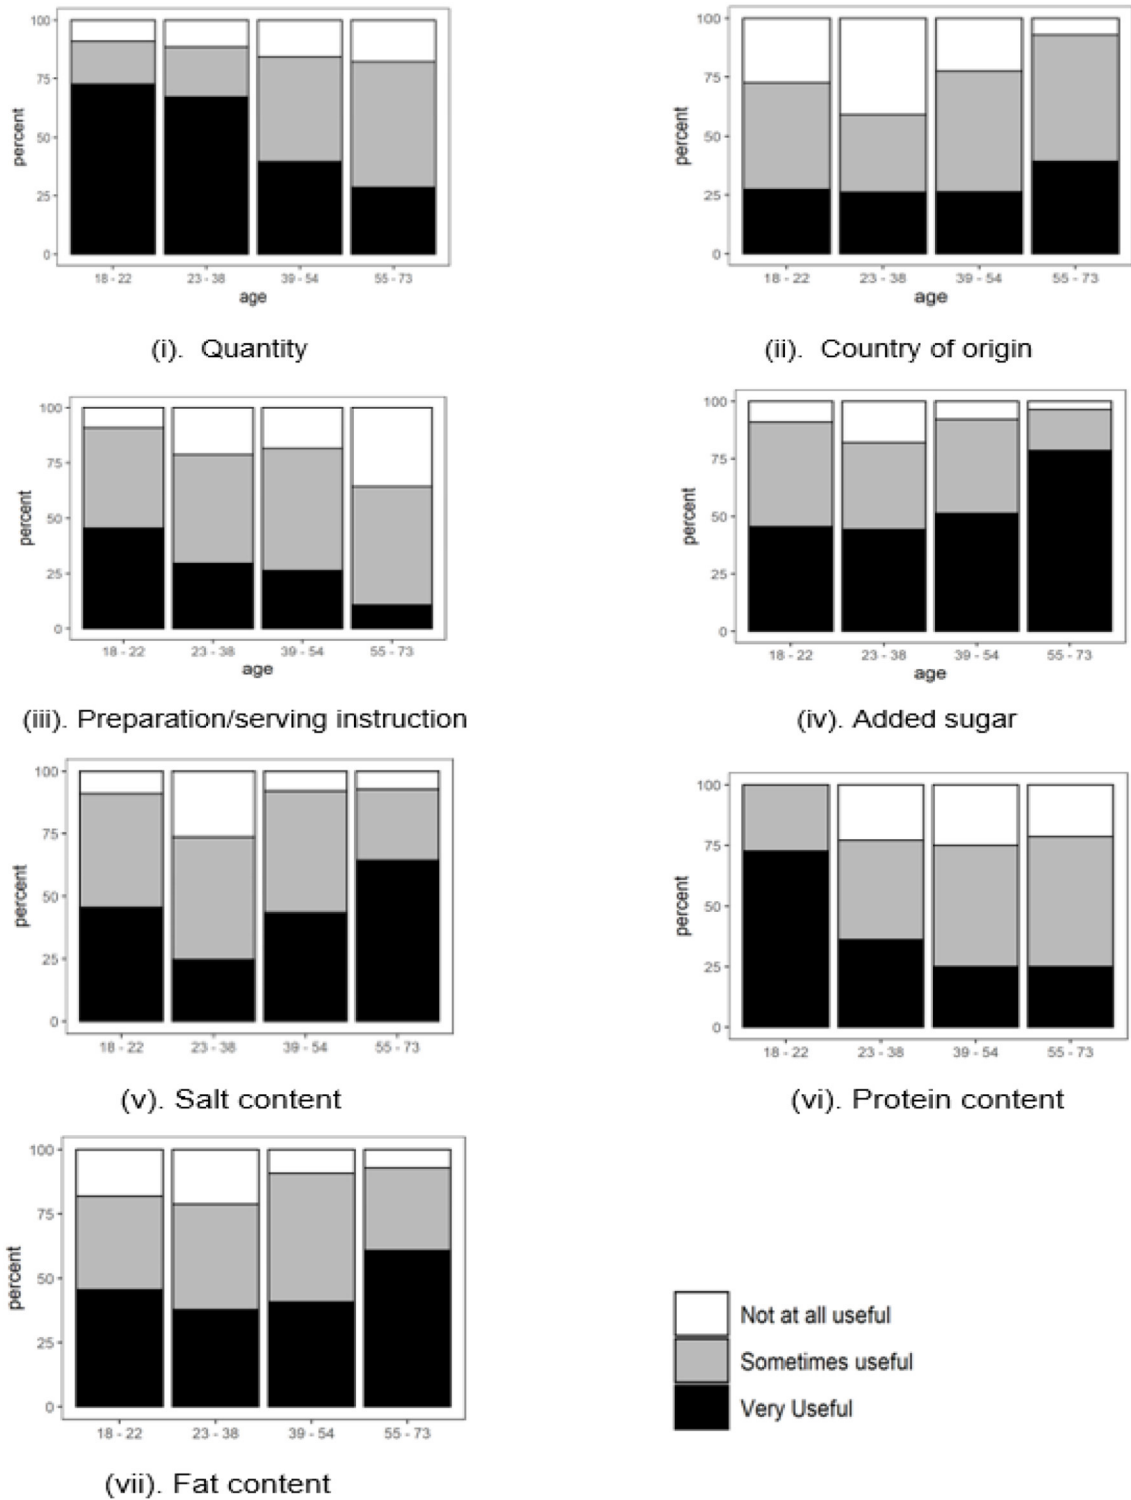 100
75
50
25
0
percent
18 - 22
23 - 38
39 - 54
55 - 73
age
(i). Quantity
100
75
50
25
0
percent
18 - 22
23 - 38
39 - 54
55 - 73
age
(ii). Country of origin
100
75
50
25
0
percent
18 - 22
23 - 38
39 - 54
55 - 73
age
(iii). Preparation/serving instruction
100
75
50
25
0
percent
18 - 22
23 - 38
39 - 54
55 - 73
age
(iv). Added sugar
100
75
50
25
0
percent
18 - 22
23 - 38
39 - 54
55 - 73
(v). Salt content
100
75
50
25
0
percent
18 - 22
23 - 38
39 - 54
55 - 73
(vi). Protein content
100
75
50
25
0
percent
18 - 22
23 - 38
39 - 54
55 - 73
(vii). Fat content
Not at all useful
Sometimes useful
Very Useful